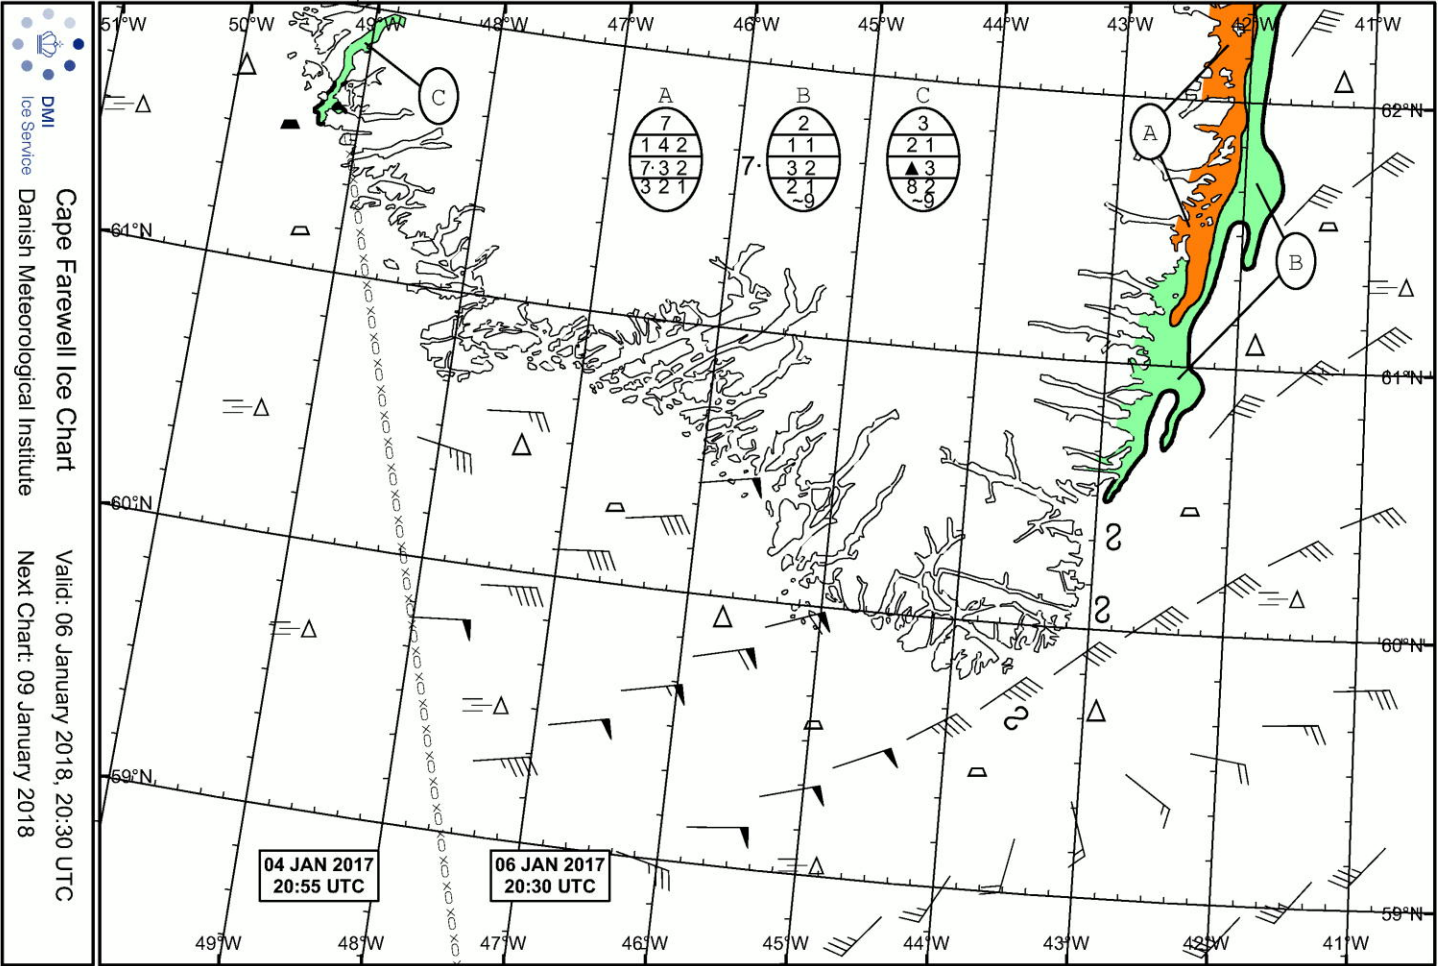 DMI
Ice Service
Cape Farewell Ice Chart
Danish Meteorological Institute
Valid: 06 January 2018, 20:30 UTC
Next Chart: 09 January 2018
51°W 50°W 49°W 48°W 47°W 46°W 45°W 44°W 43°W 42°W 41°W
62°N
61°N
61°N
60°N
60°N
59°N
59°N
C
A
B
A
7
1 4 2
7· 3 2
3 2 1
B
2
1 1
7·
3 2
2 1
~9
C
3
2 1
▲ 3
8 2
~9
04 JAN 2017
20:55 UTC
06 JAN 2017
20:30 UTC
49°W 48°W 47°W 46°W 45°W 44°W 43°W 42°W 41°W